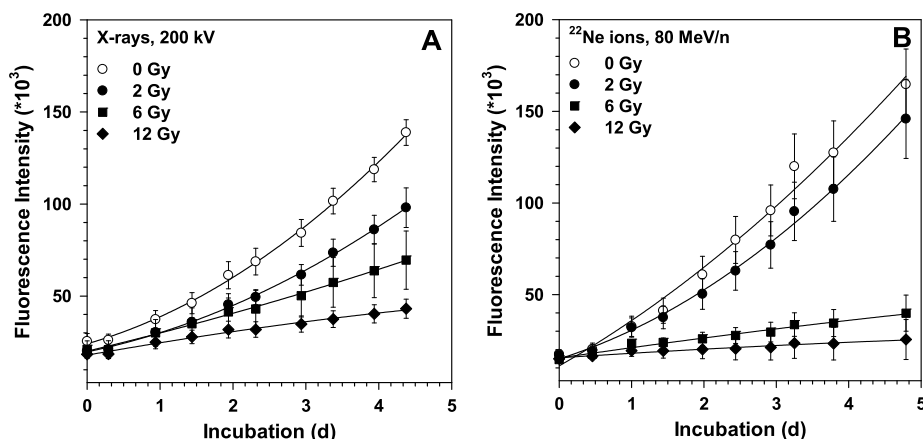 X-rays, 200 kV
A
0 Gy
2 Gy
6 Gy
12 Gy
200
150
100
50
0
1
2
3
4
5
Fluorescence Intensity (*10³)
Incubation (d)
²²Ne ions, 80 MeV/n
B
0 Gy
2 Gy
6 Gy
12 Gy
200
150
100
50
0
1
2
3
4
5
Fluorescence Intensity (*10³)
Incubation (d)